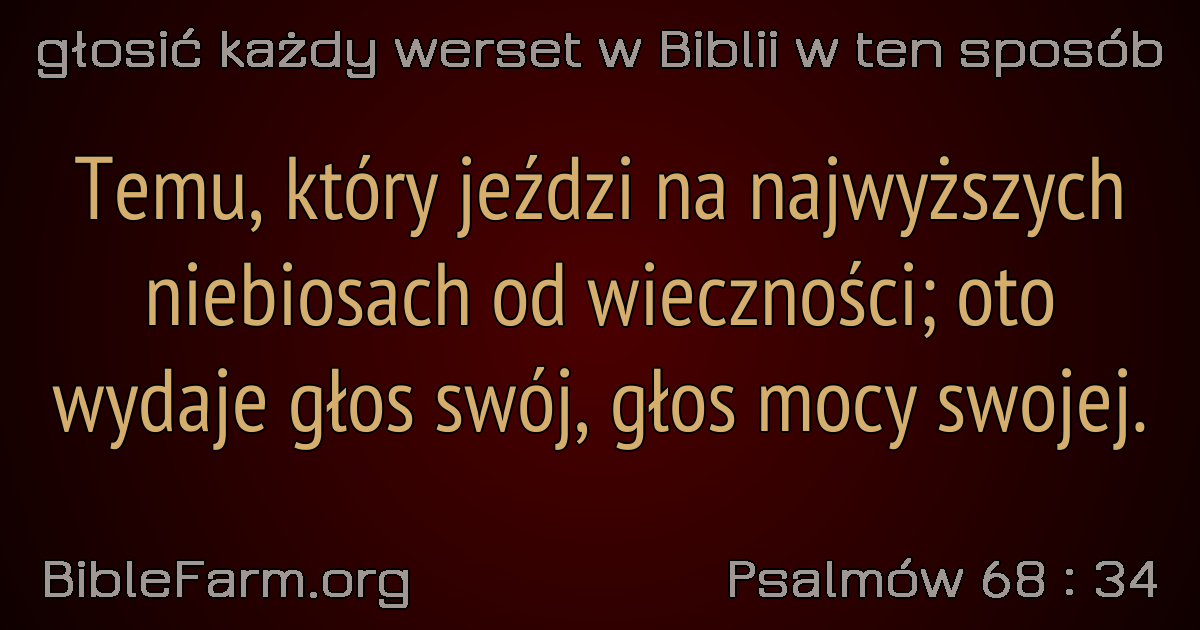 głosić każdy werset w Biblii w ten sposób
Temu, który jeździ na najwyższych
niebiosach od wieczności; oto
wydaje głos swój, głos mocy swojej.
BibleFarm.org
Psalmów 68 : 34